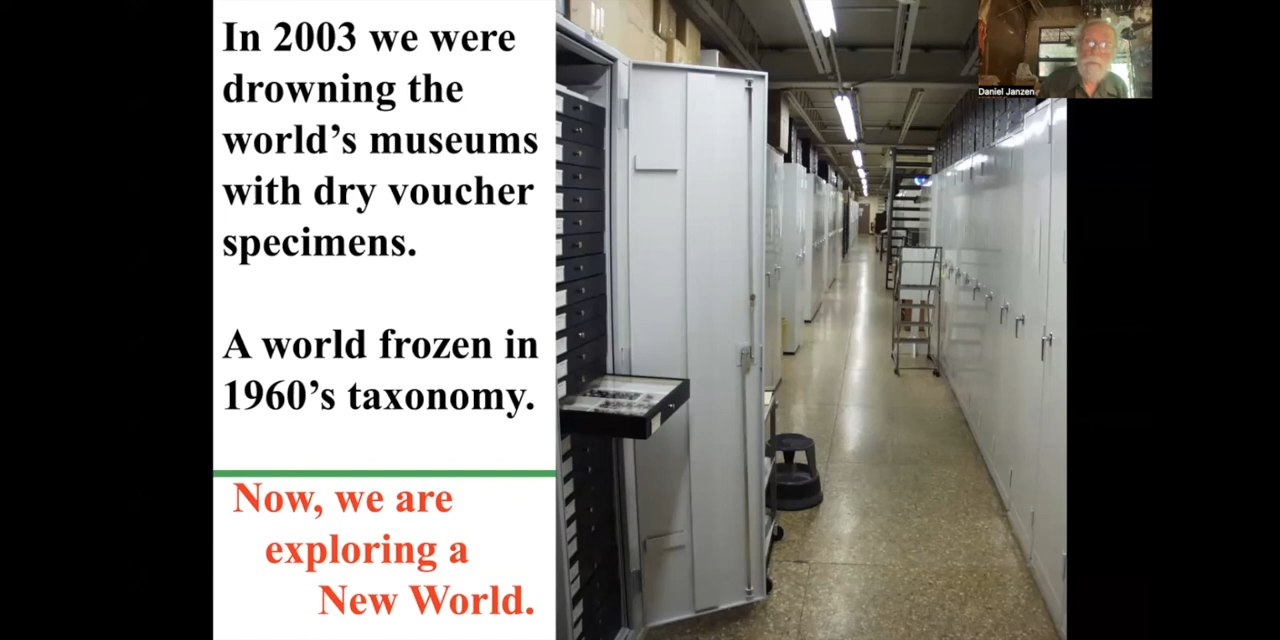 In 2003 we were
drowning the
world’s museums
with dry voucher
specimens.
A world frozen in
1960’s taxonomy.
Now, we are
exploring a
New World.
Daniel Janzen